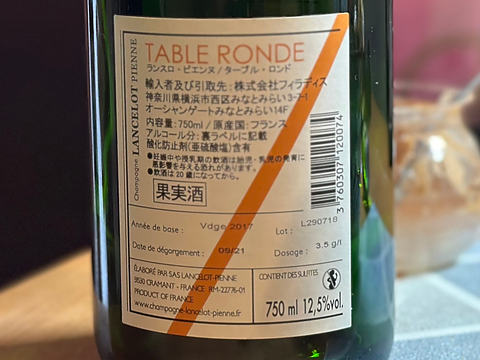 TABLE RONDE
ランスロ・ピエンヌ/ターブル・ロンド
輸入者及び引取先:株式会社フィラディス
神奈川県横浜市西区みなとみらい3-7-1
オーシャンゲートみなとみらい14F
内容量:750ml / 原産国:フランス
アルコール分:裏ラベルに記載
酸化防止剤(亜硫酸塩)含有
●妊娠中や授乳期の飲酒は胎児・乳児の発育に
悪影響を与える恐れがあります。
●飲酒は20歳になってから。
果実酒
Champagne LANCELOT PIENNE
3760307120074
Année de base : Vdge 2017
Lot : L290718
Date de dégorgement : 09/21
Dosage : 3.5 g/l
ÉLABORÉ PAR SAS LANCELOT-PIENNE
51530 CRAMANT - FRANCE RM-22776-01
PRODUCT OF FRANCE
www.champagne-lancelot-pienne.fr
CONTIENT DES SULFITES
750 ml 12,5%vol.